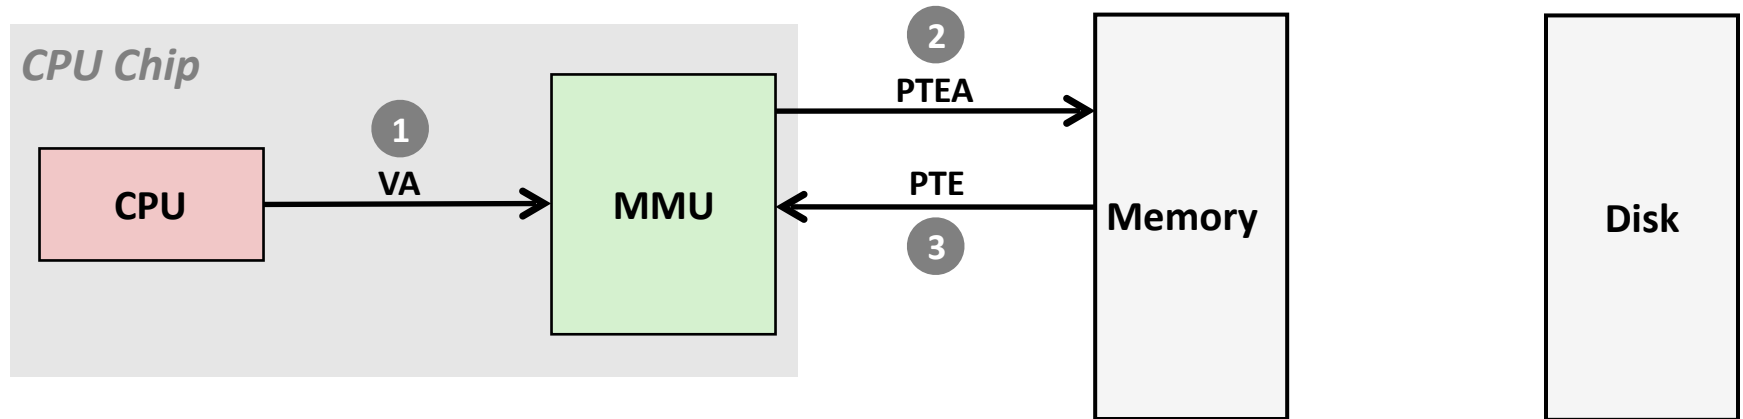 CPU Chip
2
PTEA
1
VA
CPU
MMU
PTE
3
Memory
Disk